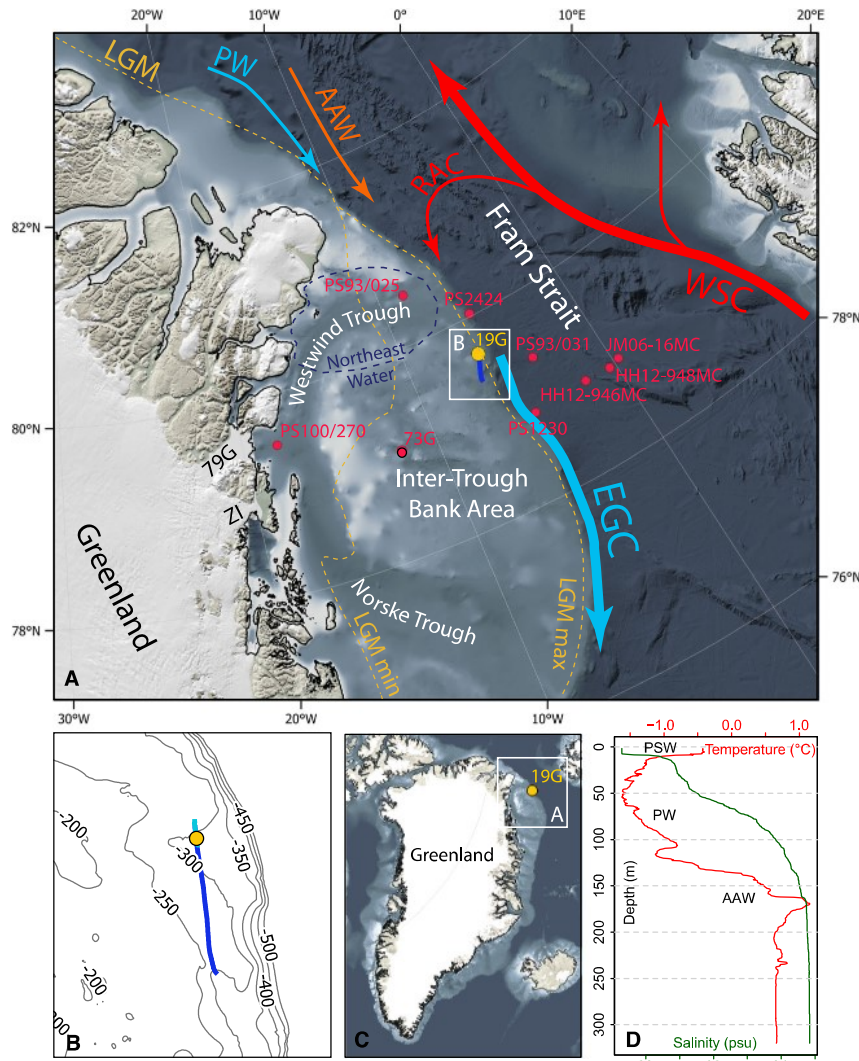 20°W
10°W
0°
10°E
20°E
LGM
PW
AAW
RAC
WSC
Fram Strait
82°N
78°N
PS93/025
PS2424
Westwind Trough
Northeast
Water
B
19G
PS93/031
JM06-16MC
HH12-948MC
HH12-946MC
PS1230
80°N
PS100/270
73G
79G
ZI
Inter-Trough
Bank Area
EGC
Greenland
76°N
Norske Trough
LGM min
LGM max
78°N
A
30°W
20°W
10°W
-200
-450
-350
-300
-250
-500
-400
-200
B
19G
A
Greenland
C
-1.0
0.0
1.0
PSW
Temperature (°C)
0
50
PW
100
Depth (m)
150
AAW
200
250
300
D
Salinity (psu)